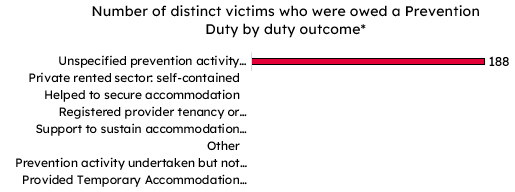 Number of distinct victims who were owed a Prevention
Duty by duty outcome*
Unspecified prevention activity... 188
Private rented sector: self-contained
Helped to secure accommodation
Registered provider tenancy or...
Support to sustain accommodation...
Other
Prevention activity undertaken but not...
Provided Temporary Accommodation...